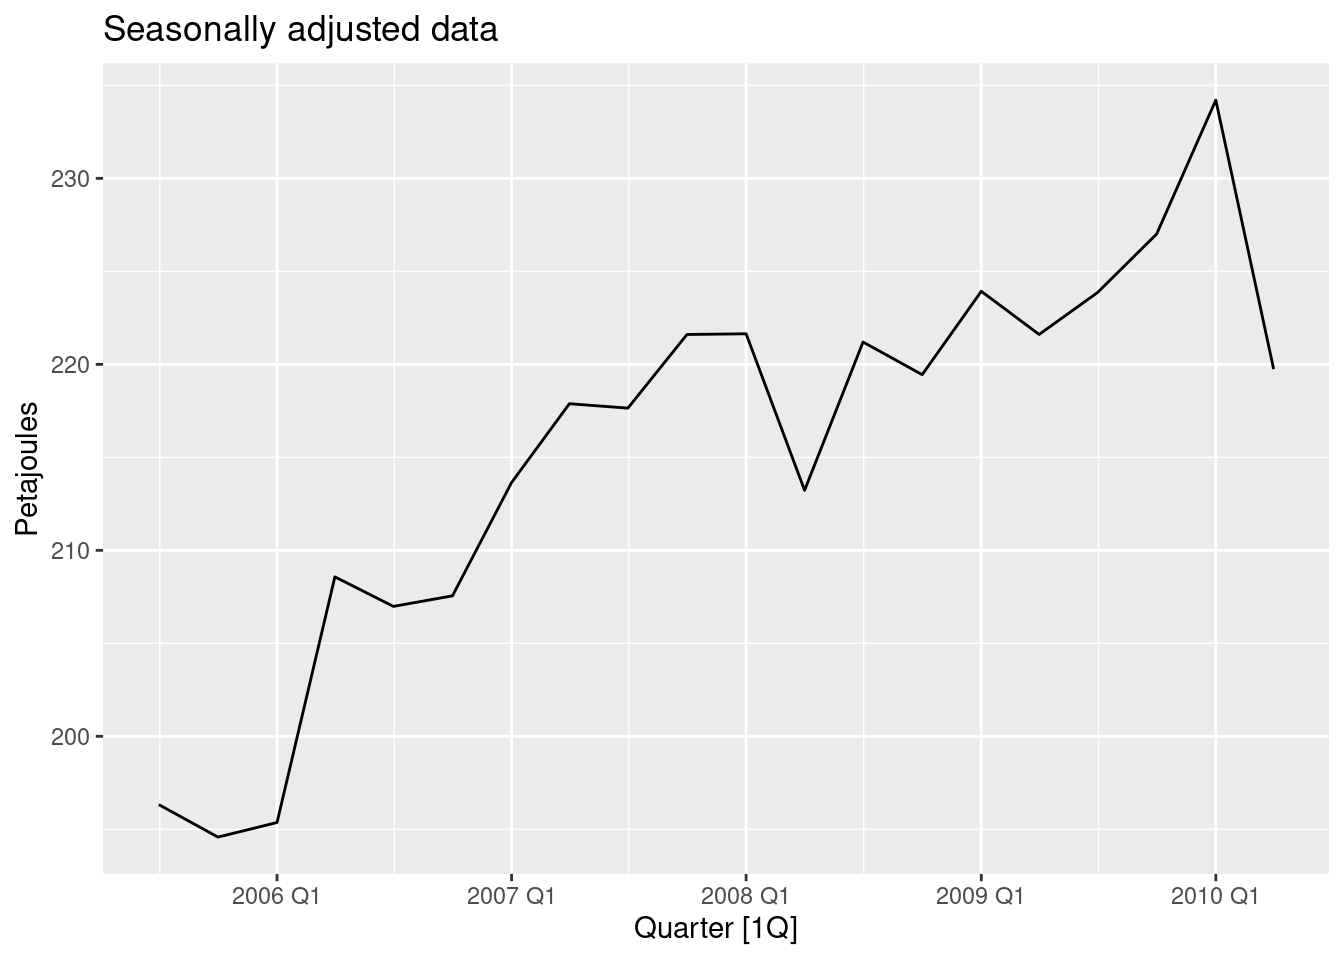 Seasonally adjusted data
Petajoules
230
220
210
200
2006 Q1 2007 Q1 2008 Q1 2009 Q1 2010 Q1
Quarter [1Q]